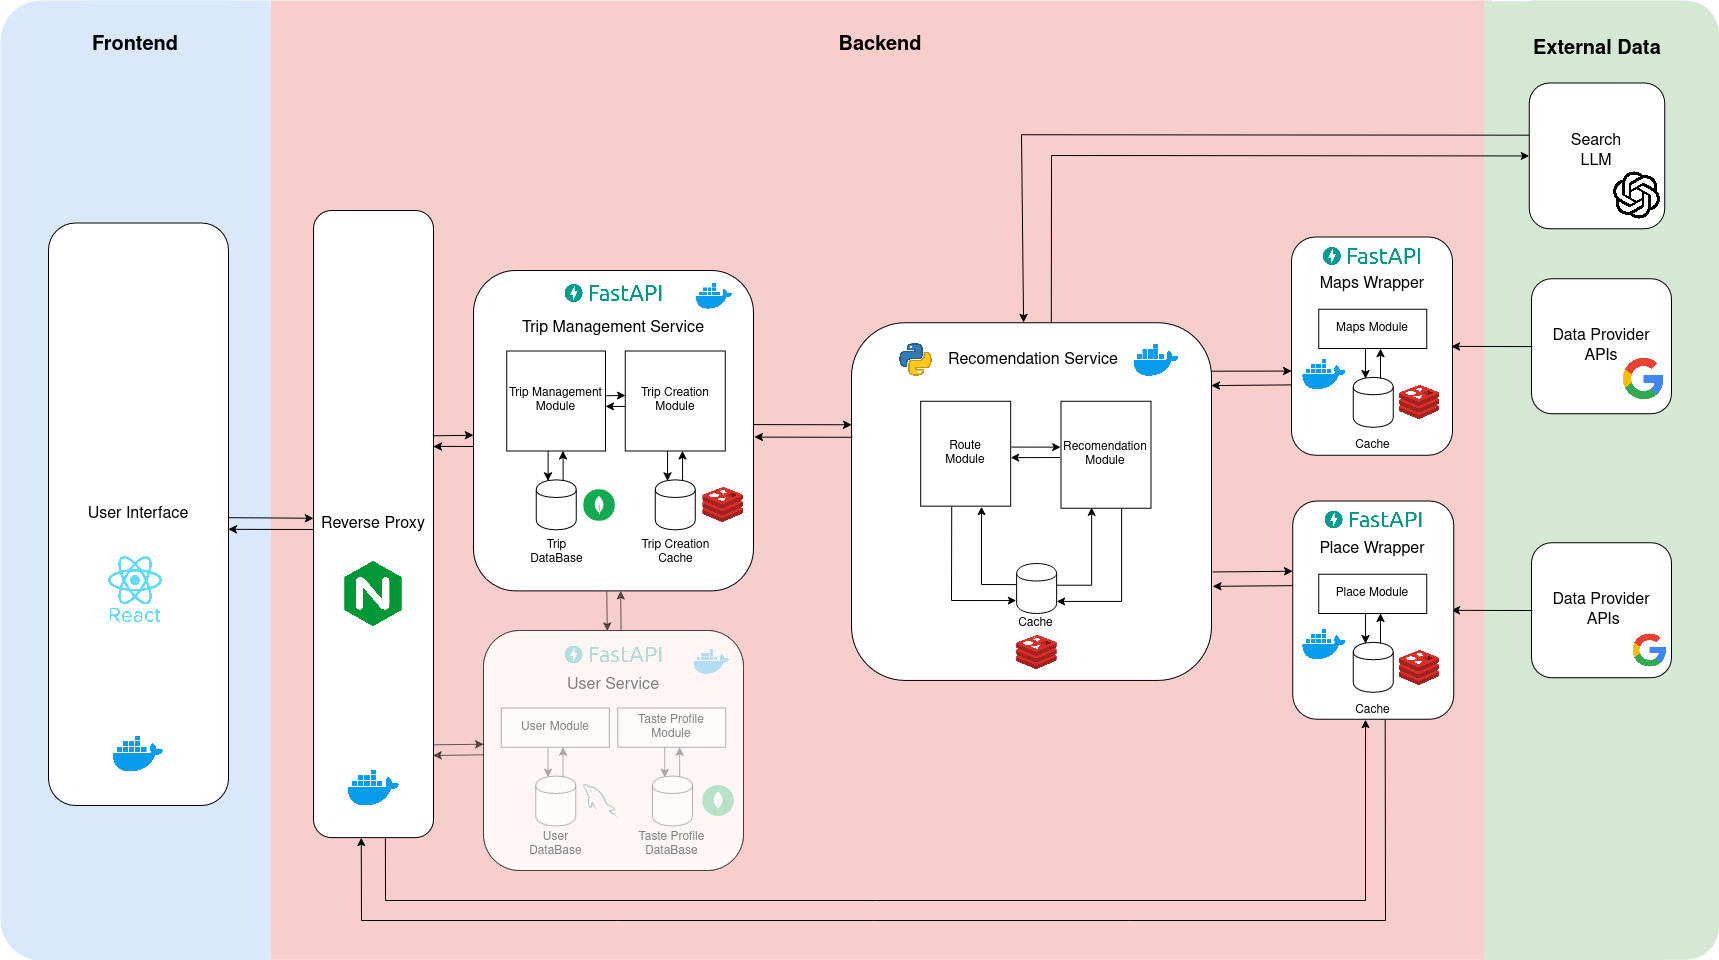 Frontend
Backend
External Data
Search
LLM
FastAPI
Maps Wrapper
Maps Module
Cache
Data Provider
APIs
FastAPI
Trip Management Service
Trip Management
Module
Trip Creation
Module
Trip
DataBase
Trip Creation
Cache
Recomendation Service
Route
Module
Recomendation
Module
Cache
User Interface
React
Reverse Proxy
FastAPI
Place Wrapper
Place Module
Cache
Data Provider
APIs
FastAPI
User Service
User Module
Taste Profile
Module
User
DataBase
Taste Profile
DataBase